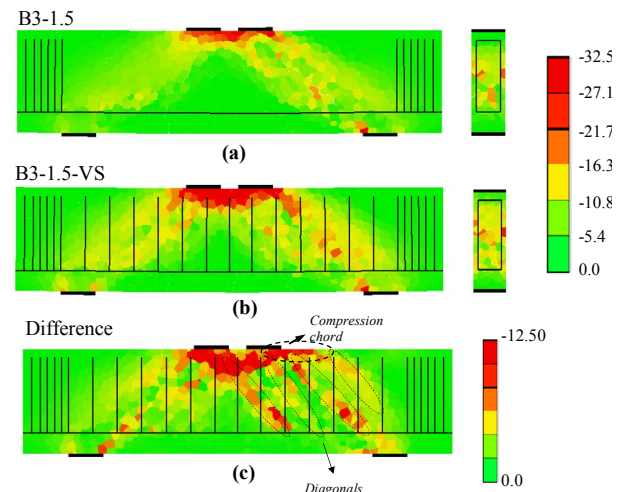 B3-1.5
(a)
-32.5
-27.1
-21.7
-16.3
-10.8
-5.4
0.0
B3-1.5-VS
(b)
Difference
Compression
chord
-12.50
0.0
(c)
Diagonals